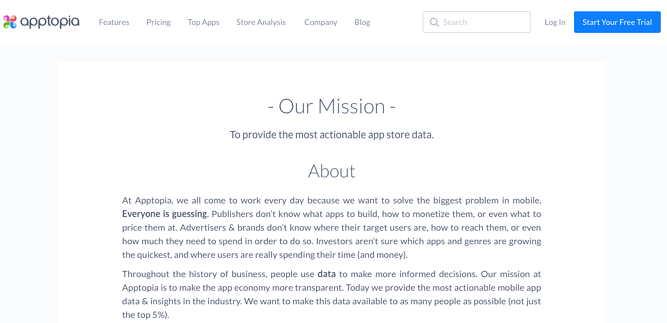 apptopia Features Pricing Top Apps Store Analysis Company Blog Search Log In Start Your Free Trial
- Our Mission -
To provide the most actionable app store data.
About
At Apptopia, we all come to work every day because we want to solve the biggest problem in mobile.
Everyone is guessing. Publishers don't know what apps to build, how to monetize them, or even what to
price them at. Advertisers & brands don't know where their target users are, how to reach them, or even
how much they need to spend in order to do so. Investors aren't sure which apps and genres are growing
the quickest, and where users are really spending their time (and money).
Throughout the history of business, people use data to make more informed decisions. Our mission at
Apptopia is to make the app economy more transparent. Today we provide the most actionable mobile app
data & insights in the industry. We want to make this data available to as many people as possible (not just
the top 5%).